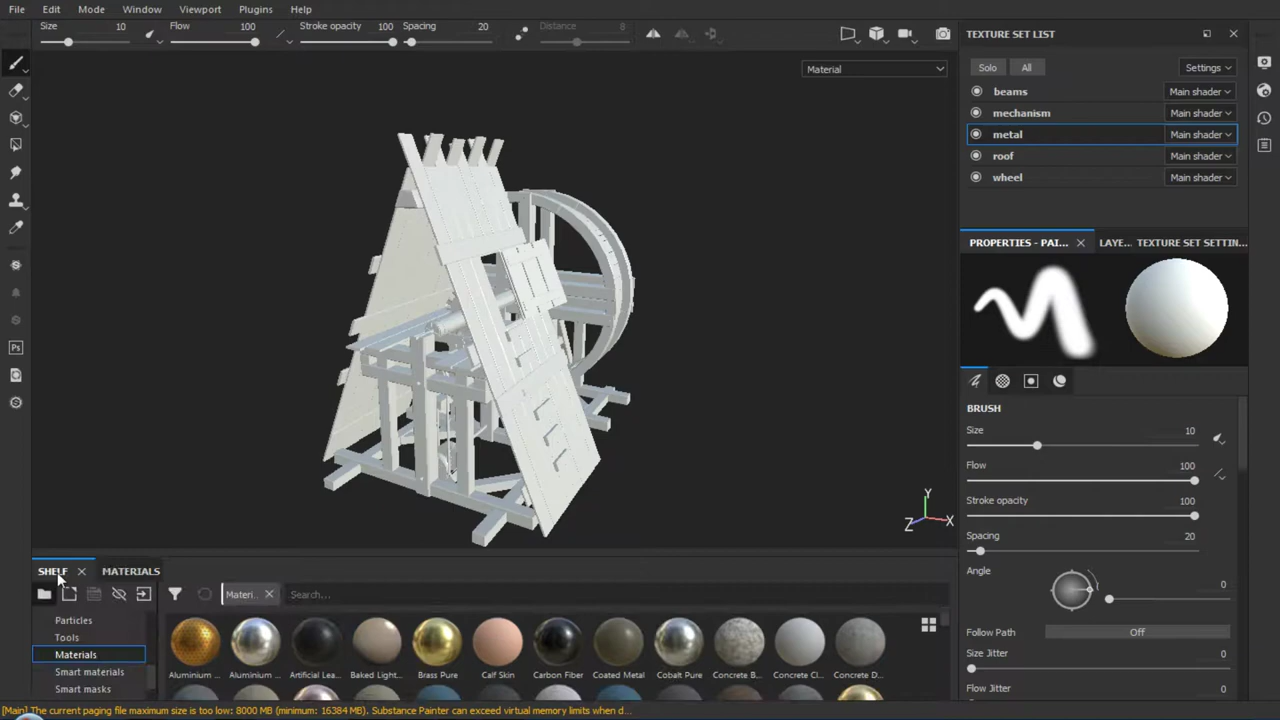 File Edit Mode Window Viewport Plugins Help
Size 10 Flow 100 Stroke opacity 100 Spacing 20 Distance 8
Material
TEXTURE SET LIST
Solo All Settings
beams Main shader
mechanism Main shader
metal Main shader
roof Main shader
wheel Main shader
PROPERTIES - PAI... LAYE... TEXTURE SET SETTIN...
BRUSH
Size 10
Flow 100
Stroke opacity 100
Spacing 20
Angle 0
Follow Path Off
Size Jitter 0
Flow Jitter 0
Y
Z X
SHELF MATERIALS
Materi... Search...
Particles
Tools
Materials
Smart materials
Smart masks
Aluminium ... Aluminium ... Artificial Lea... Baked Light... Brass Pure Calf Skin Carbon Fiber Coated Metal Cobalt Pure Concrete B... Concrete Cl... Concrete D...
[Main] The current paging file maximum size is too low: 8000 MB (minimum: 16384 MB). Substance Painter can exceed virtual memory limits when d...
Ps